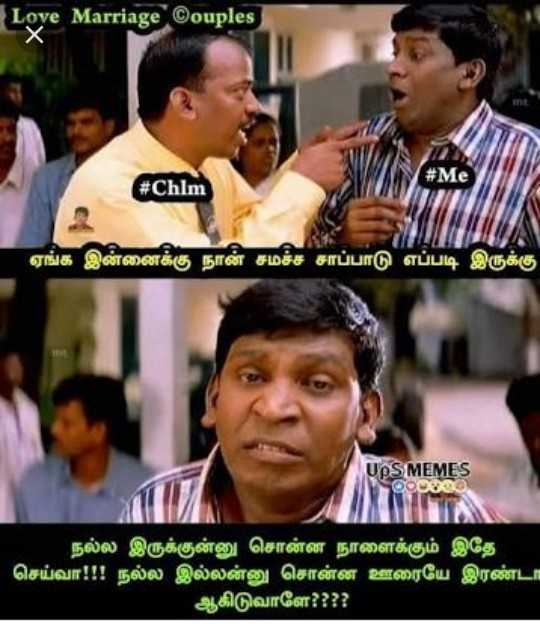 Love Marriage ©ouples
#Chlm
#Me
ஏங்க இன்னைக்கு நான் சமச்ச சாப்பாடு எப்படி இருக்கு
UpS MEMES
நல்ல இருக்குன்னு சொன்ன நாளைக்கும் இதே
செய்வா!!! நல்ல இல்லன்னு சொன்ன ஊரையே இரண்டா
ஆகிடுவாளே????